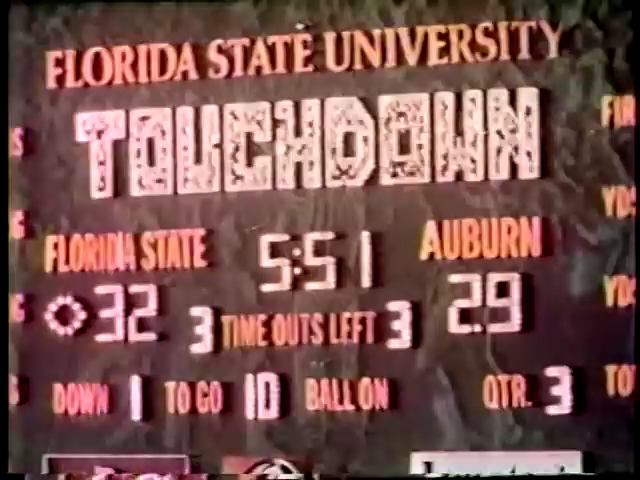 FLORIDA STATE UNIVERSITY
TOUCHDOWN
FLORIDA STATE 5:51 AUBURN
32 3 TIME OUTS LEFT 3 29
DOWN 1 TO GO 10 BALL ON QTR. 3